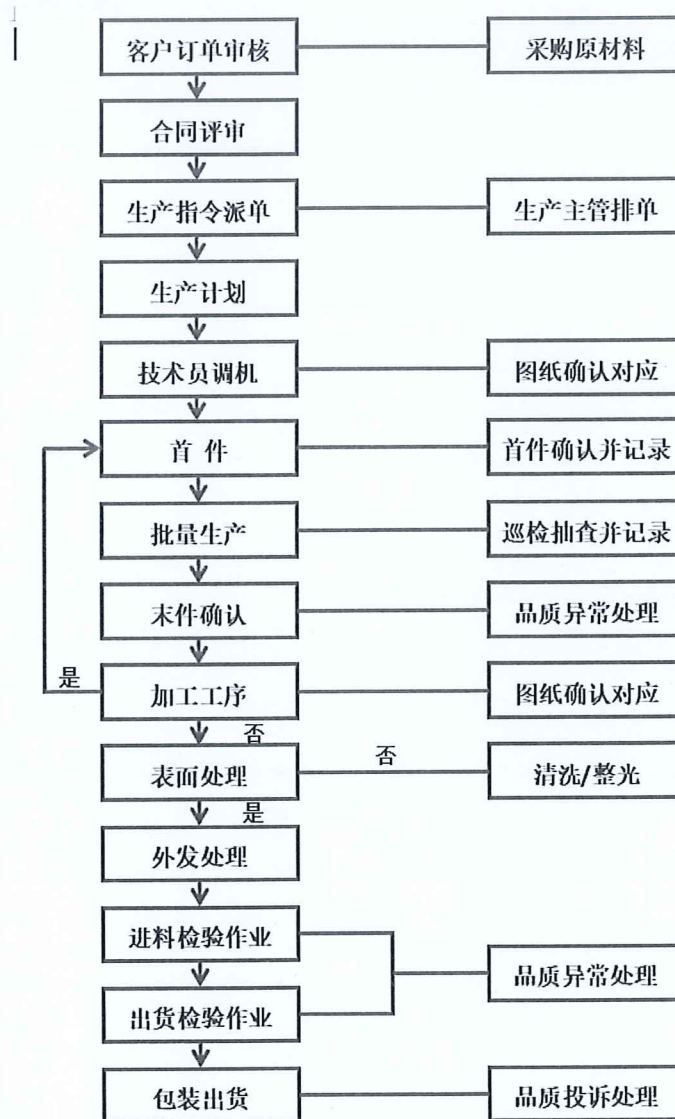 客户订单审核
采购原材料
合同评审
生产指令派单
生产主管排单
生产计划
技术员调机
图纸确认对应
首 件
首件确认并记录
批量生产
巡检抽查并记录
末件确认
品质异常处理
是
加工工序
图纸确认对应
否
表面处理
否
清洗/整光
是
外发处理
进料检验作业
品质异常处理
出货检验作业
包装出货
品质投诉处理